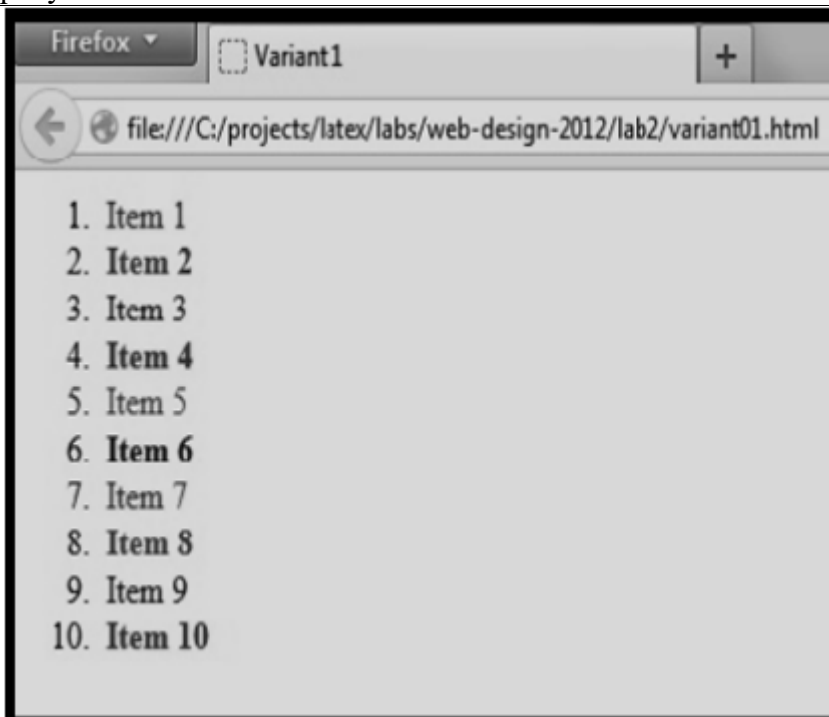 Firefox
Variant1
+
file:///C:/projects/latex/labs/web-design-2012/lab2/variant01.html
1. Item 1
2. Item 2
3. Item 3
4. Item 4
5. Item 5
6. Item 6
7. Item 7
8. Item 8
9. Item 9
10. Item 10